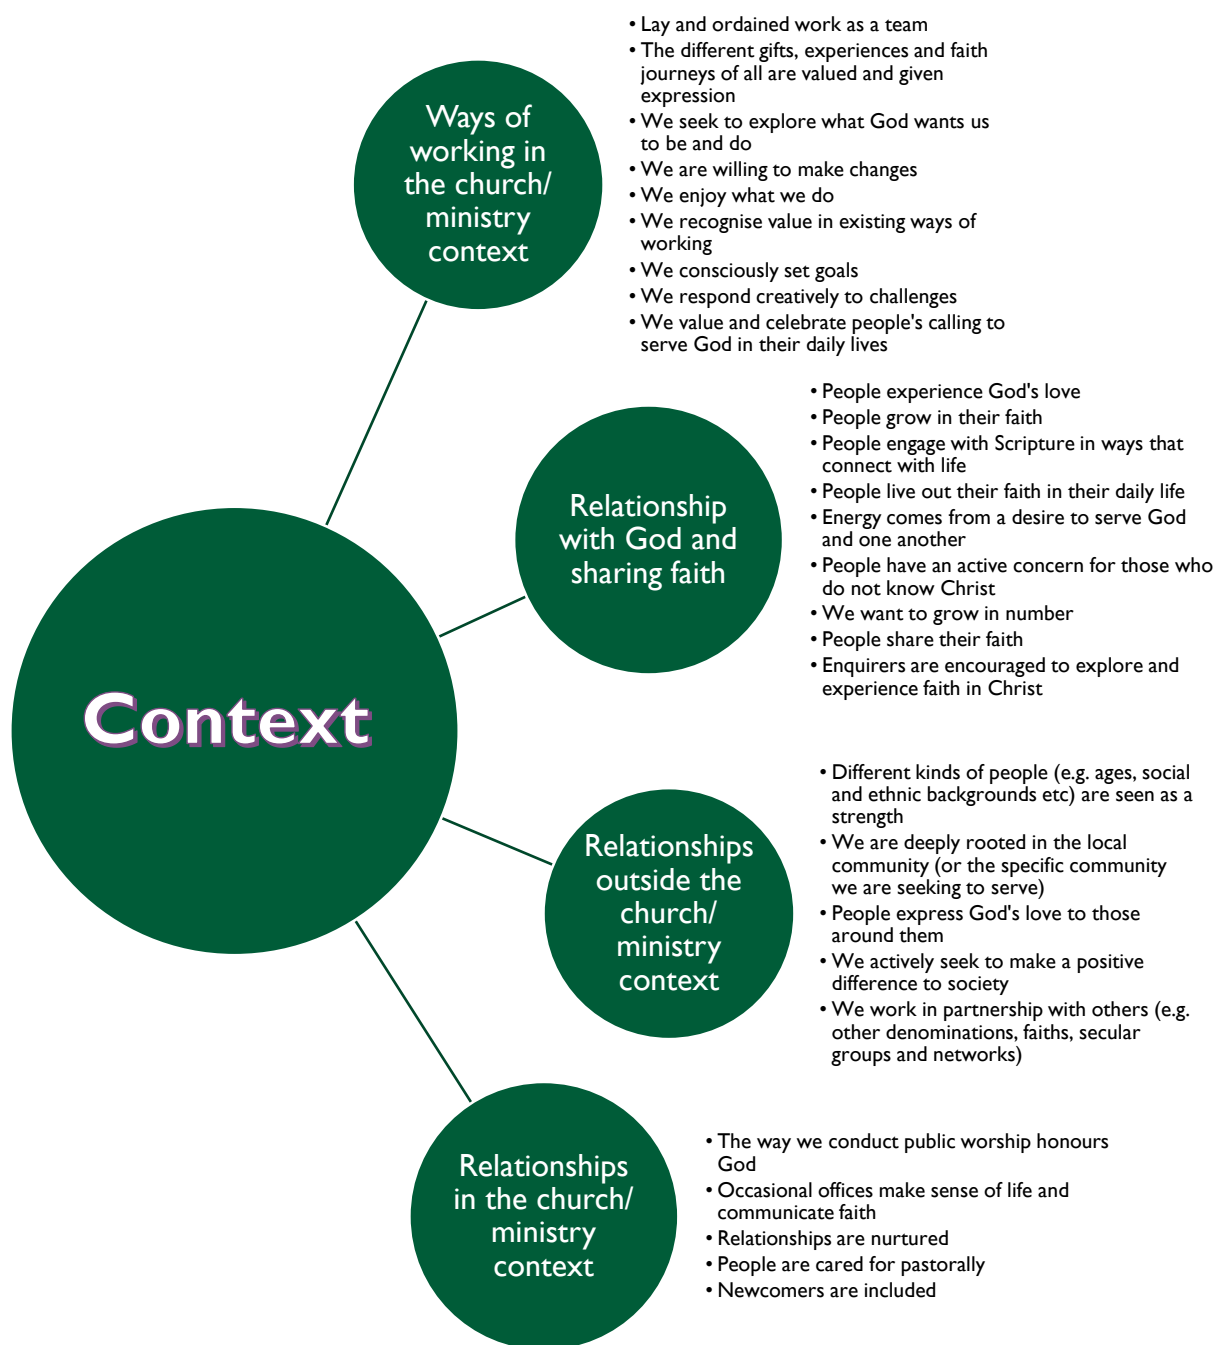 • Lay and ordained work as a team
• The different gifts, experiences and faith
journeys of all are valued and given
expression
• We seek to explore what God wants us
to be and do
• We are willing to make changes
• We enjoy what we do
• We recognise value in existing ways of
working
• We consciously set goals
• We respond creatively to challenges
• We value and celebrate people's calling to
serve God in their daily lives
Ways of
working in
the church/
ministry
context
• People experience God's love
• People grow in their faith
• People engage with Scripture in ways that
connect with life
• People live out their faith in their daily life
• Energy comes from a desire to serve God
and one another
• People have an active concern for those who
do not know Christ
• We want to grow in number
• People share their faith
• Enquirers are encouraged to explore and
experience faith in Christ
Relationship
with God and
sharing faith
Context
• Different kinds of people (e.g. ages, social
and ethnic backgrounds etc) are seen as a
strength
• We are deeply rooted in the local
community (or the specific community
we are seeking to serve)
• People express God's love to those
around them
• We actively seek to make a positive
difference to society
• We work in partnership with others (e.g.
other denominations, faiths, secular
groups and networks)
Relationships
outside the
church/
ministry
context
• The way we conduct public worship honours
God
• Occasional offices make sense of life and
communicate faith
• Relationships are nurtured
• People are cared for pastorally
• Newcomers are included
Relationships
in the church/
ministry
context